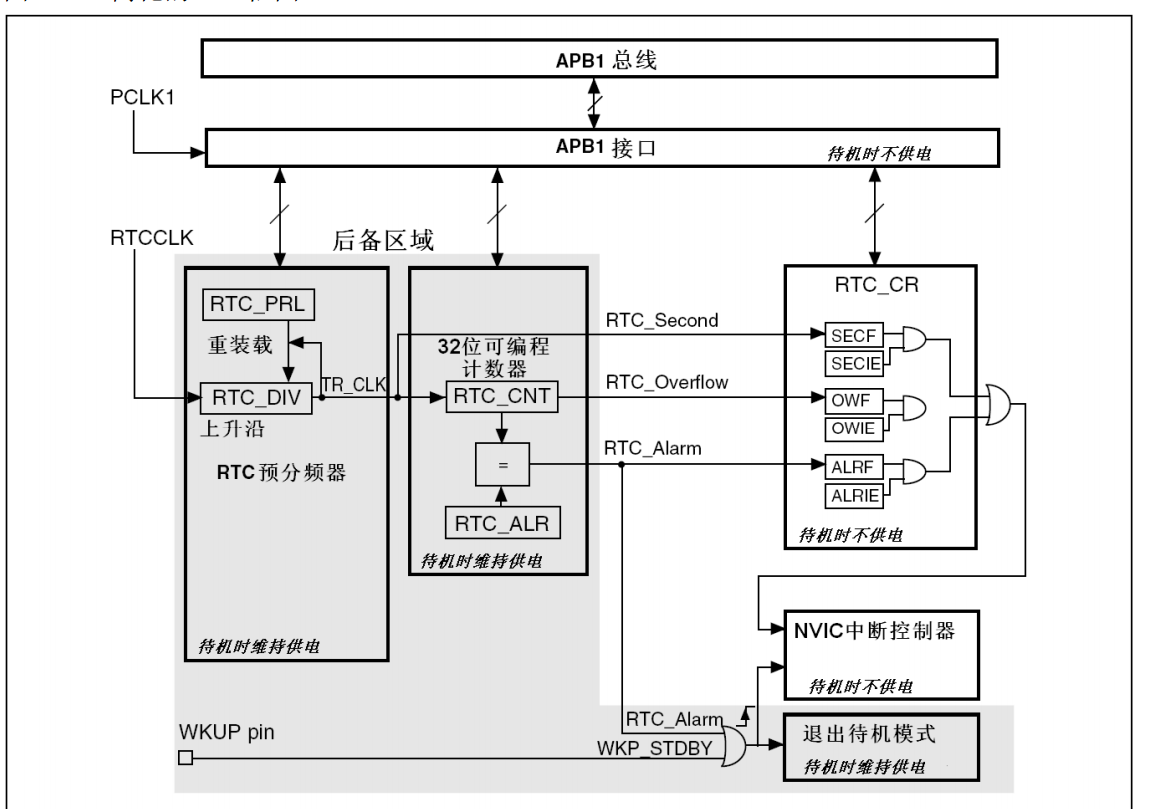 APB1 总线
PCLK1
APB1 接口
待机时不供电
RTCCLK
后备区域
RTC_PRL
重装载
RTC_DIV
TR_CLK
上升沿
RTC预分频器
待机时维持供电
32位可编程
计数器
RTC_CNT
=
RTC_ALR
待机时维持供电
RTC_Second
RTC_Overflow
RTC_Alarm
RTC_CR
SECF
SECIE
OWF
OWIE
ALRF
ALRIE
待机时不供电
NVIC中断控制器
待机时不供电
WKUP pin
RTC_Alarm
WKP_STDBY
退出待机模式
待机时维持供电